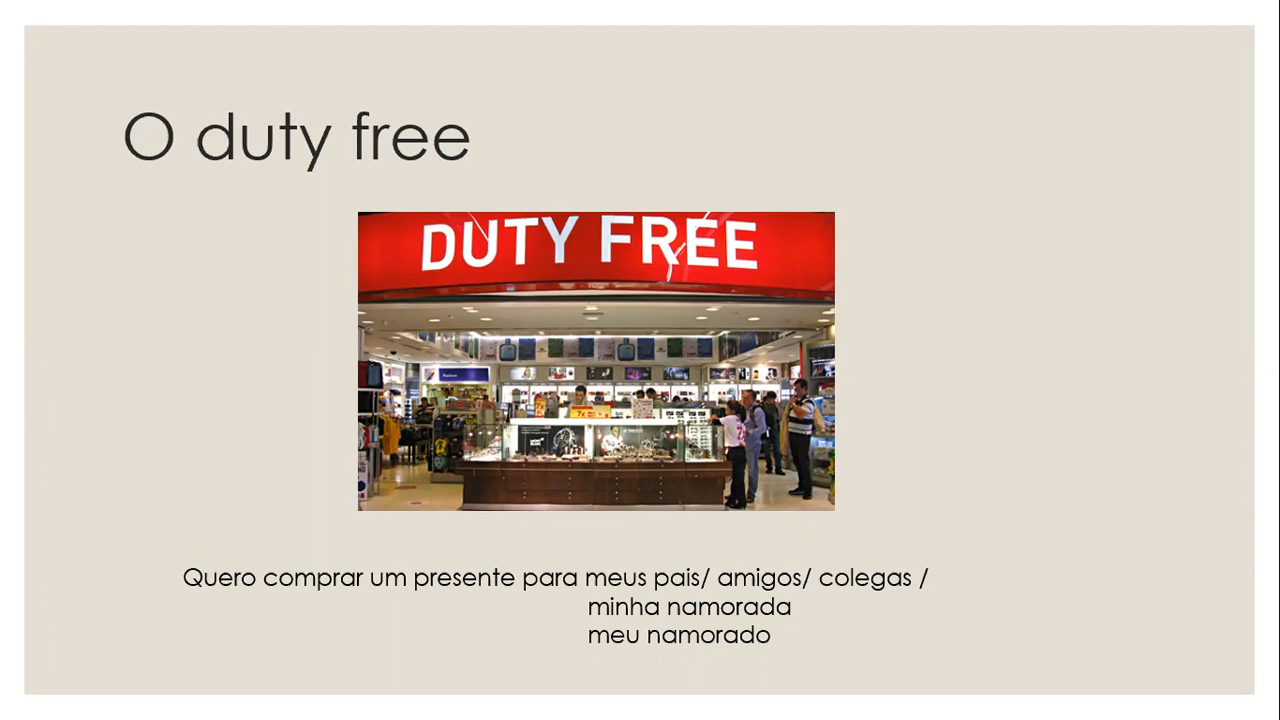 O duty free
DUTY FREE
Quero comprar um presente para meus pais/ amigos/ colegas /
minha namorada
meu namorado